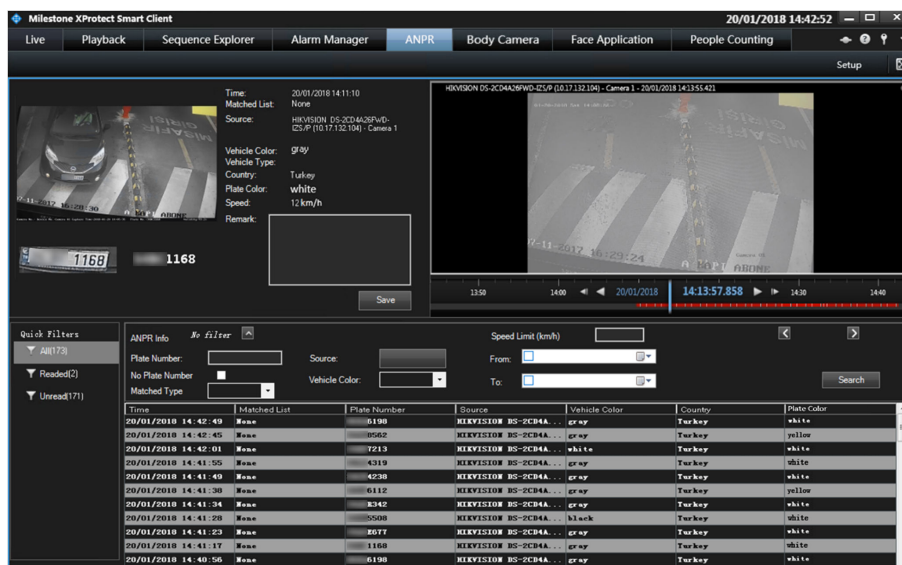 Milestone XProtect Smart Client 20/01/2018 14:42:52
Live Playback Sequence Explorer Alarm Manager ANPR Body Camera Face Application People Counting
Setup
Time: 20/01/2018 14:11:10
Matched List: None
Source: HIKVISION DS-2CD4A26FWD-
IZS/P (10.17.132.104) - Camera 1
Vehicle Color: gray
Vehicle Type:
Country: Turkey
Plate Color: white
Speed: 12 km/h
Remark:
1168
1168
Save
HIKVISION DS-2CD4A26FWD-IZS/P (10.17.132.104) - Camera 1 - 20/01/2018 14:13:55.421
13:50 14:00 20/01/2018 14:13:57.858 14:30 14:40
Quick Filters
All(173)
Readed(2)
Unread(171)
ANPR Info No filter Speed Limit (km/h)
Plate Number: Source: From:
No Plate Number
Vehicle Color: To: Search
Matched Type
Time Matched List Plate Number Source Vehicle Color Country Plate Color
20/01/2018 14:42:49 None 6198 HIKVISION DS-2CD4A... gray Turkey white
20/01/2018 14:42:45 None 8562 HIKVISION DS-2CD4A... gray Turkey yellow
20/01/2018 14:42:01 None 7213 HIKVISION DS-2CD4A... white Turkey white
20/01/2018 14:41:55 None 4319 HIKVISION DS-2CD4A... gray Turkey white
20/01/2018 14:41:49 None 4238 HIKVISION DS-2CD4A... gray Turkey white
20/01/2018 14:41:38 None 6112 HIKVISION DS-2CD4A... gray Turkey yellow
20/01/2018 14:41:34 None R342 HIKVISION DS-2CD4A... gray Turkey white
20/01/2018 14:41:28 None 5508 HIKVISION DS-2CD4A... black Turkey white
20/01/2018 14:41:23 None E677 HIKVISION DS-2CD4A... gray Turkey white
20/01/2018 14:41:17 None 1168 HIKVISION DS-2CD4A... gray Turkey white
20/01/2018 14:40:56 None 6198 HIKVISION DS-2CD4A... gray Turkey white